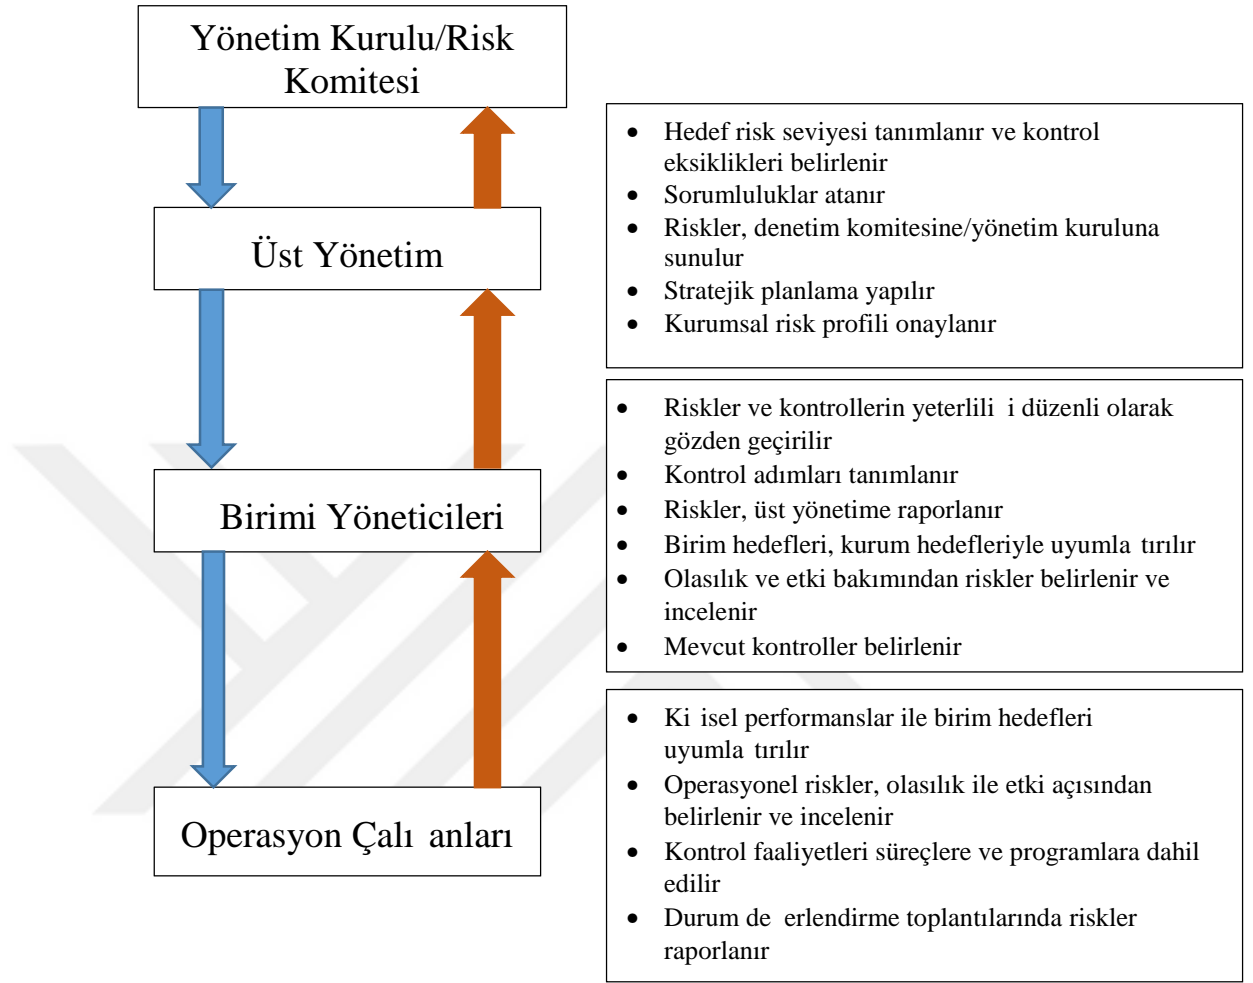 Yönetim Kurulu/Risk
Komitesi
Üst Yönetim
Birimi Yöneticileri
Operasyon Çalı anları
• Hedef risk seviyesi tanımlanır ve kontrol
eksiklikleri belirlenir
• Sorumluluklar atanır
• Riskler, denetim komitesine/yönetim kuruluna
sunulur
• Stratejik planlama yapılır
• Kurumsal risk profili onaylanır
• Riskler ve kontrollerin yeterlili i düzenli olarak
gözden geçirilir
• Kontrol adımları tanımlanır
• Riskler, üst yönetime raporlanır
• Birim hedefleri, kurum hedefleriyle uyumla tırılır
• Olasılık ve etki bakımından riskler belirlenir ve
incelenir
• Mevcut kontroller belirlenir
• Ki isel performanslar ile birim hedefleri
uyumla tırılır
• Operasyonel riskler, olasılık ile etki açısından
belirlenir ve incelenir
• Kontrol faaliyetleri süreçlere ve programlara dahil
edilir
• Durum de erlendirme toplantılarında riskler
raporlanır